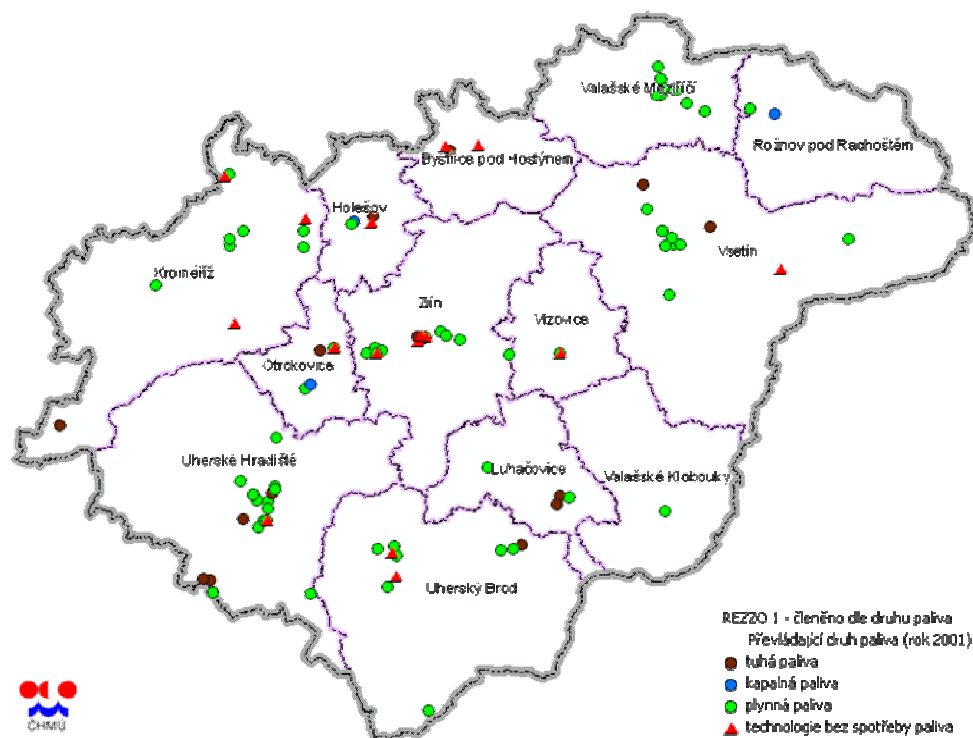 Valašské Meziříčí
Rožnov pod Radhoštěm
Bystřice pod Hostýnem
Holešov
Vsetín
Kroměříž
Zlín
Vizovice
Otrokovice
Uherské Hradiště
Luhačovice
Valašské Klobouky
Uherský Brod
REZZO 1 - členěno dle druhu paliva
Převládající druh paliva (rok 2001)
tuhá paliva
kapalná paliva
plynná paliva
technologie bez spotřeby paliva
ČHMÚ